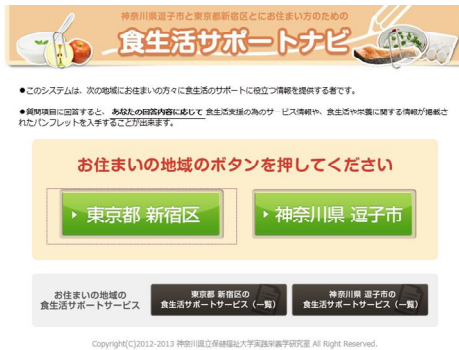 神奈川県逗子市と東京都新宿区とにお住まい方のための
食生活サポートナビ
●このシステムは、次の地域にお住まいの方々に食生活のサポートに役立つ情報を提供する者です。
●質問項目に回答すると、あなたの回答内容に応じて食生活支援の為のサービス情報や、食生活や栄養に関する情報が掲載さ
れたパンフレットを入手することが出来ます。
お住まいの地域のボタンを押してください
東京都 新宿区
神奈川県 逗子市
お住まいの地域の
食生活サポートサービス
東京都 新宿区の
食生活サポートサービス（一覧）
神奈川県 逗子市の
食生活サポートサービス（一覧）
Copyright(C)2012-2013 神奈川県立保健福祉大学実践栄養学研究室 All Right Reserved.